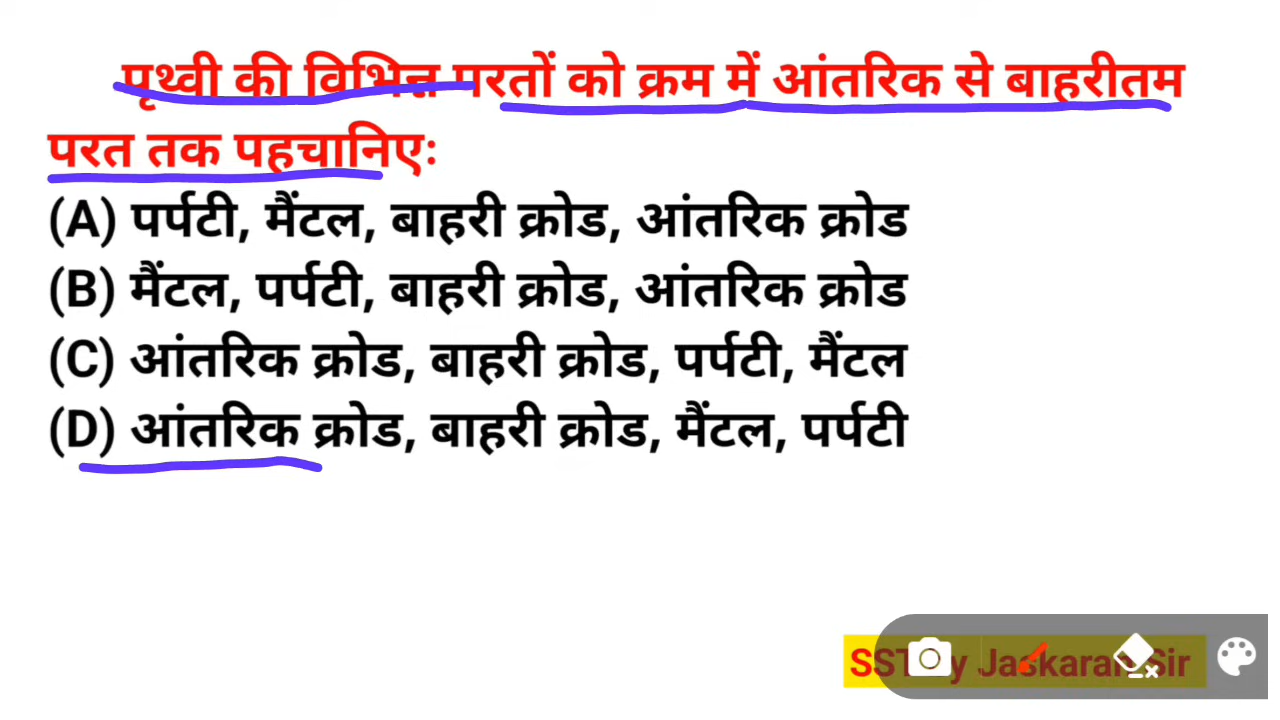 पृथ्वी की विभिन्न परतों को क्रम में आंतरिक से बाहरीतम
परत तक पहचानिए:
(A) पर्पटी, मैंटल, बाहरी क्रोड, आंतरिक क्रोड
(B) मैंटल, पर्पटी, बाहरी क्रोड, आंतरिक क्रोड
(C) आंतरिक क्रोड, बाहरी क्रोड, पर्पटी, मैंटल
(D) आंतरिक क्रोड, बाहरी क्रोड, मैंटल, पर्पटी
Jaskaran Sir